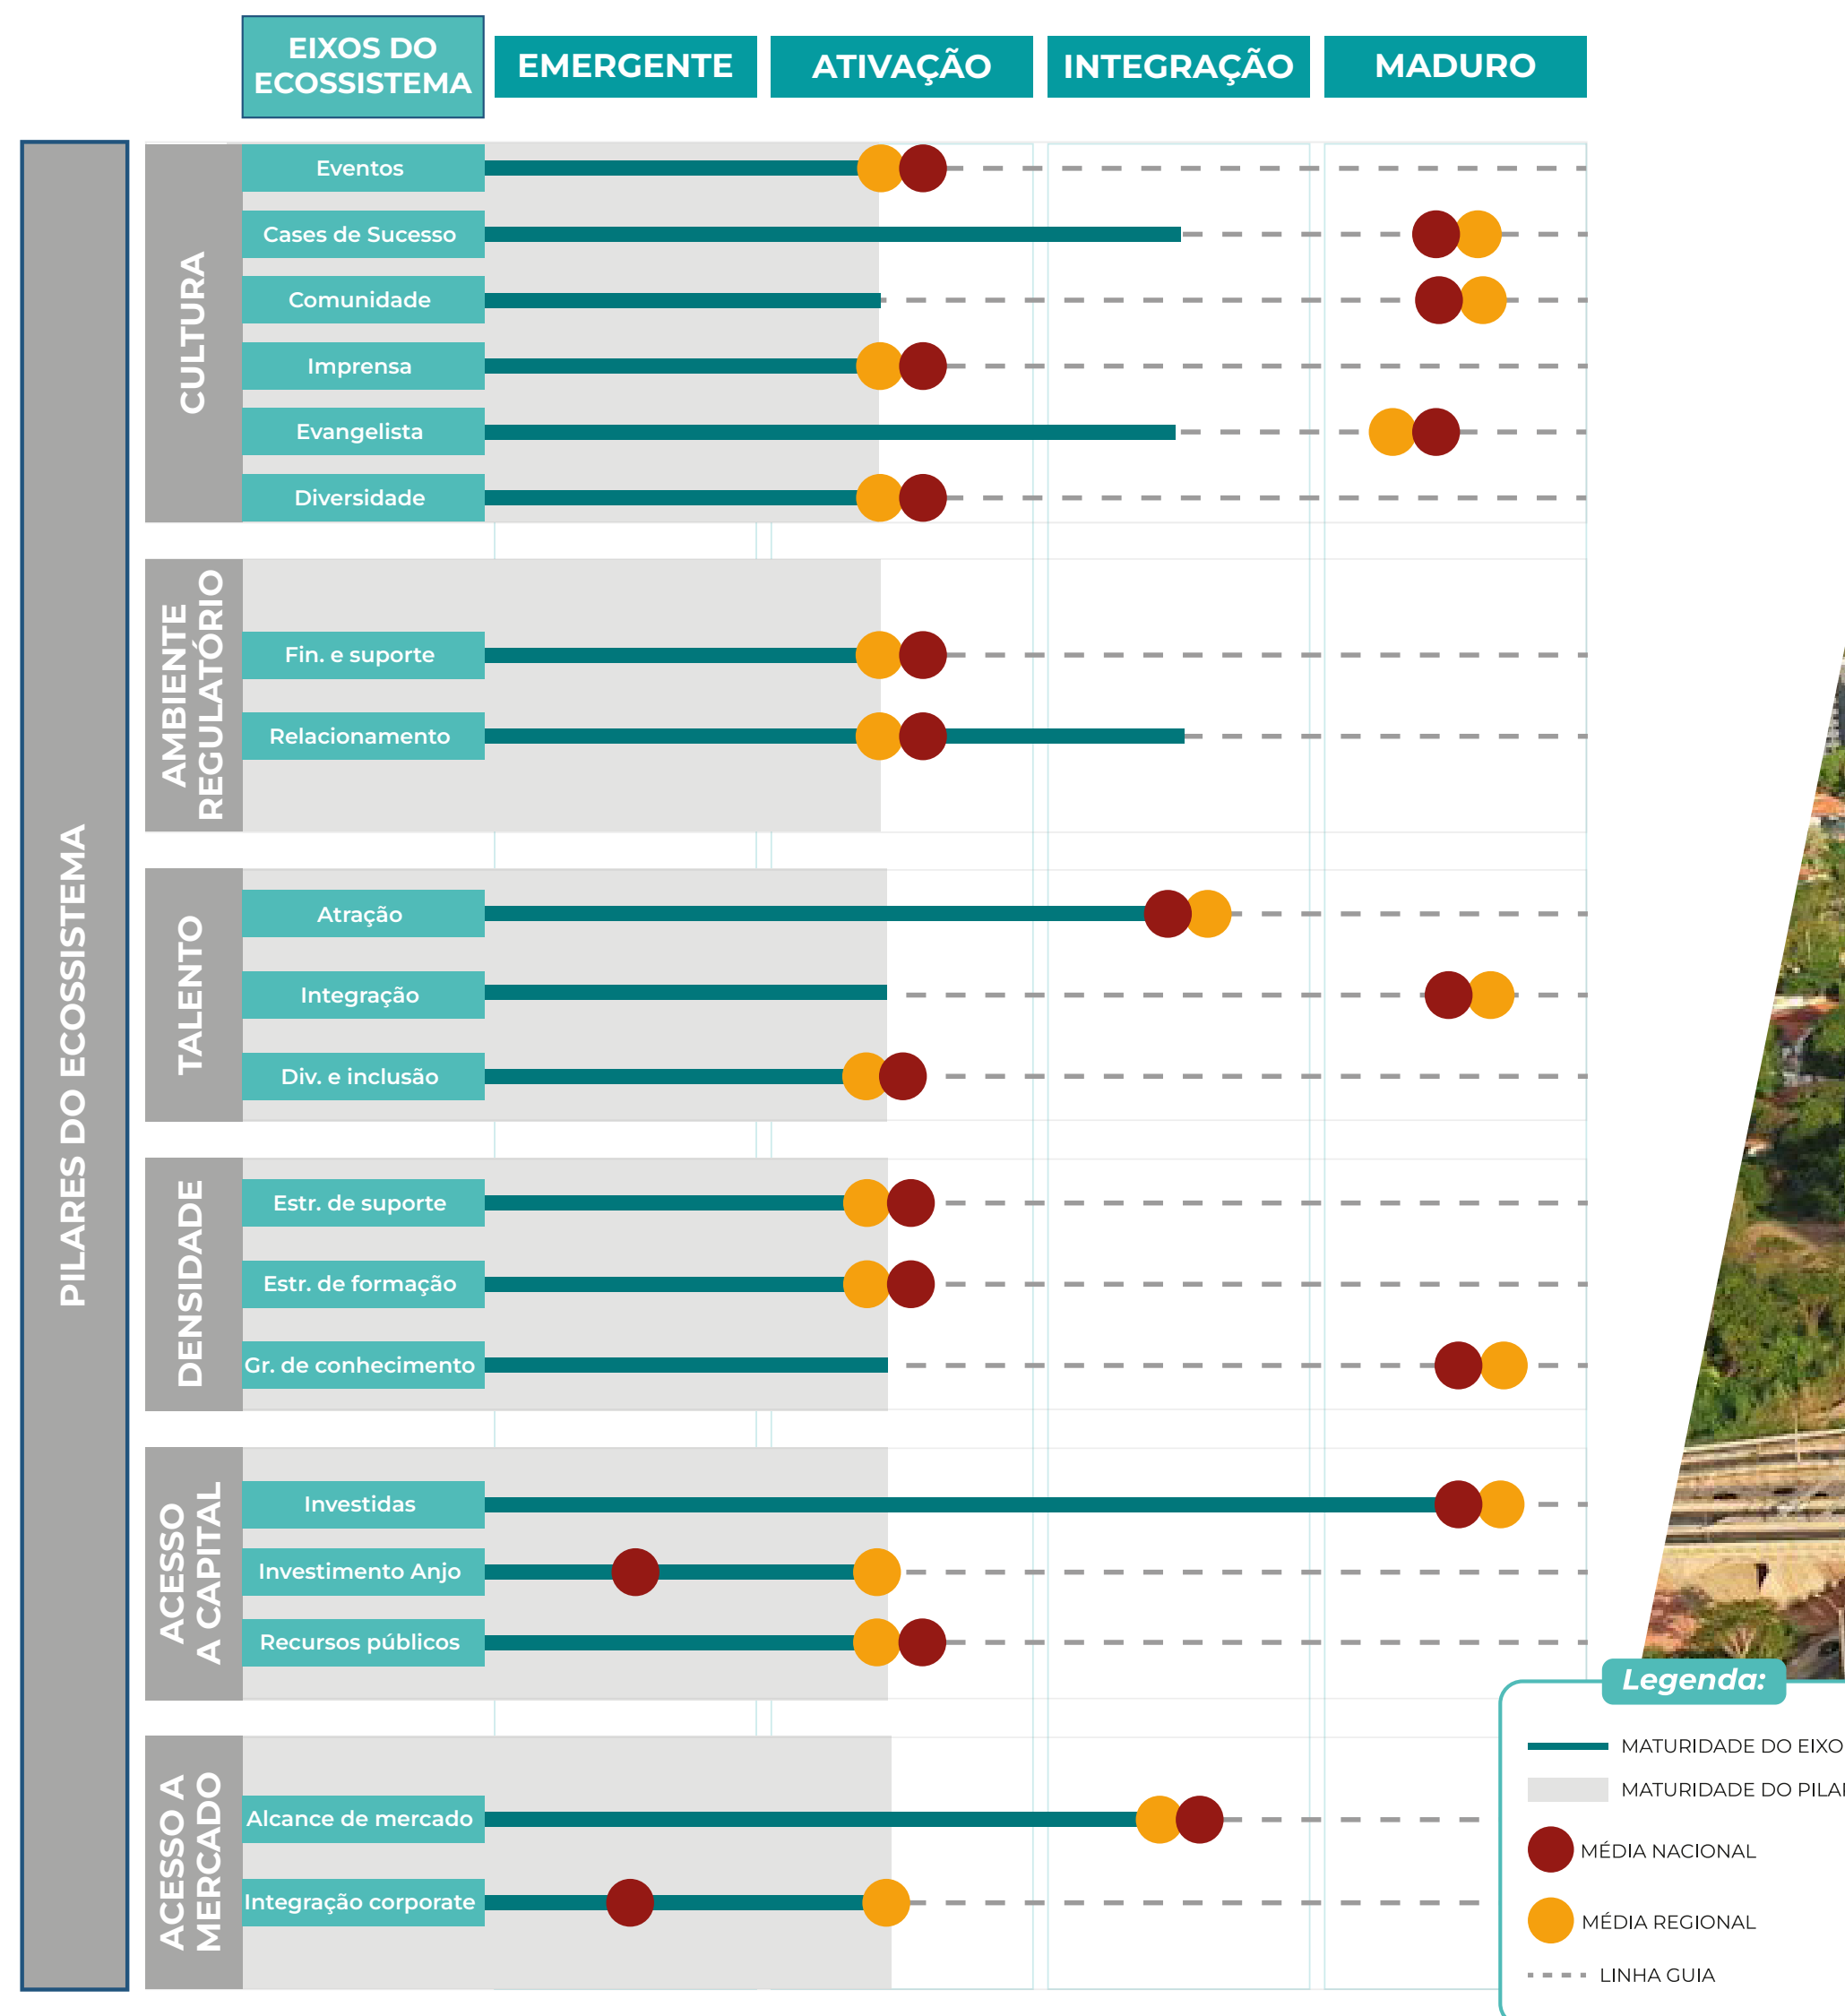 EIXOS DO
ECOSSISTEMA
EMERGENTE
ATIVAÇÃO
INTEGRAÇÃO
MADURO
PILARES DO ECOSSISTEMA
CULTURA
Eventos
Cases de Sucesso
Comunidade
Imprensa
Evangelista
Diversidade
AMBIENTE
REGULATÓRIO
Fin. e suporte
Relacionamento
TALENTO
Atração
Integração
Div. e inclusão
DENSIDADE
Estr. de suporte
Estr. de formação
Gr. de conhecimento
ACESSO
A CAPITAL
Investidas
Investimento Anjo
Recursos públicos
ACESSO A
MERCADO
Alcance de mercado
Integração corporate
Legenda:
MATURIDADE DO EIXO
MATURIDADE DO PILAR
MÉDIA NACIONAL
MÉDIA REGIONAL
LINHA GUIA